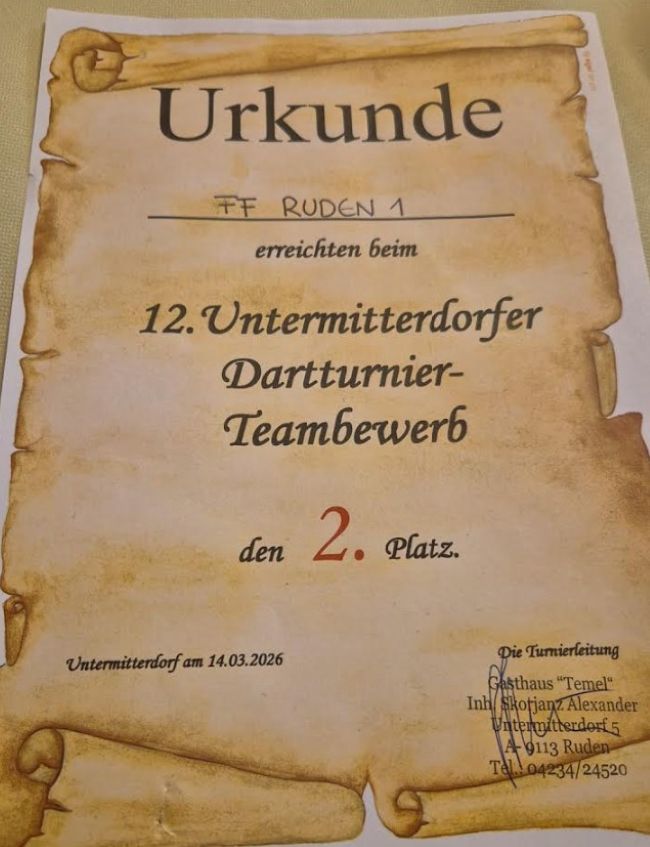 Urkunde
FF RUDEN 1
erreichten beim
12. Untermitterdorfer
Dartturnier-
Teambewerb
den 2. Platz.
Untermitterdorf am 14.03.2026
Die Turnierleitung
Gasthaus "Temel"
Inh. Skorjanz Alexander
Untermitterdorf 5
A- 9113 Ruden
Tel.: 04234/24520